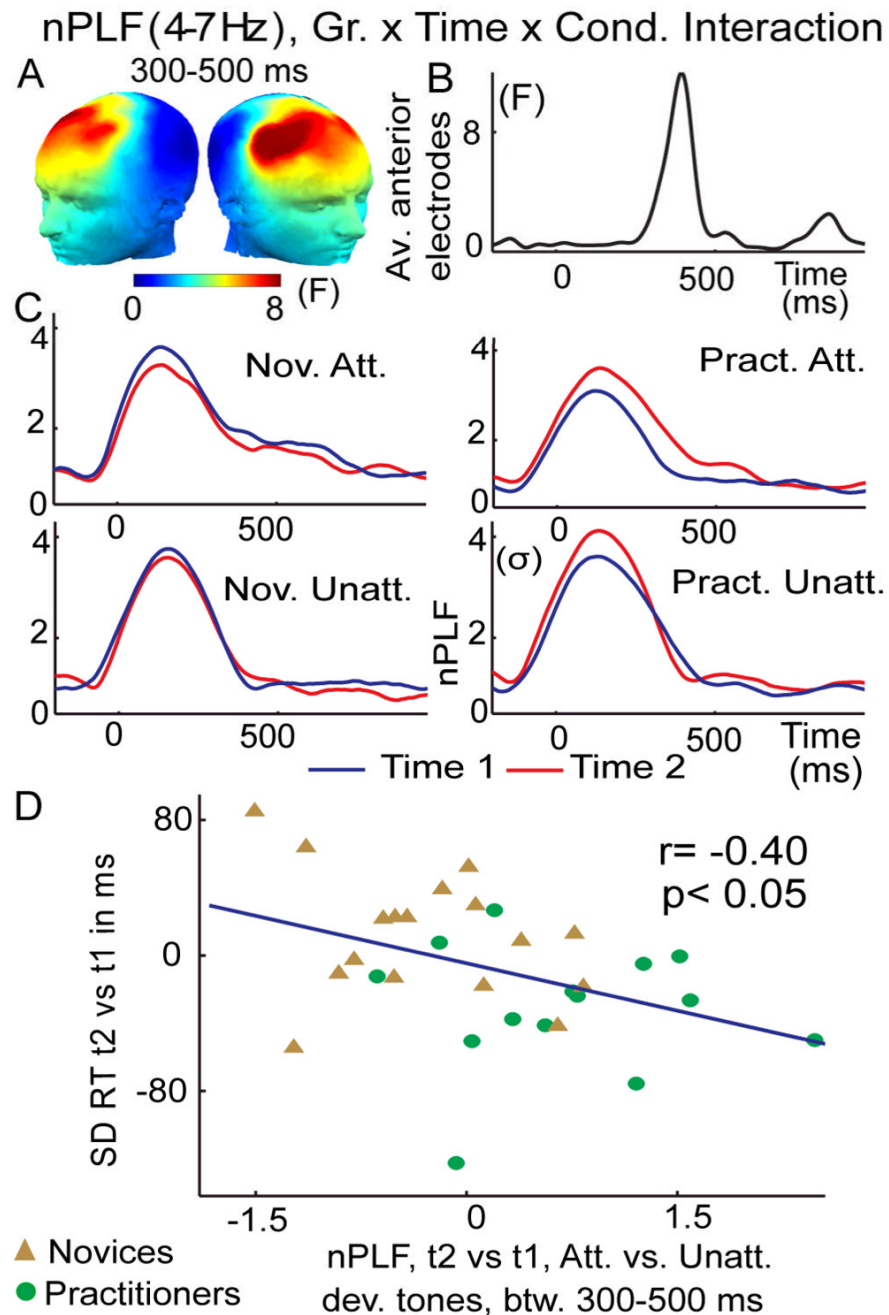 nPLF(4-7Hz), Gr. x Time x Cond. Interaction
A
300-500 ms
0
8
(F)
B
(F)
Av. anterior
electrodes
8
0
0
500
Time
(ms)
C
4
2
0
Nov. Att.
0
500
4
2
0
Pract. Att.
0
500
4
2
0
Nov. Unatt.
0
500
4
2
0
(σ)
nPLF
Pract. Unatt.
0
500
Time
(ms)
Time 1
Time 2
D
SD RT t2 vs t1 in ms
80
0
-80
r= -0.40
p< 0.05
-1.5
0
1.5
Novices
Practitioners
nPLF, t2 vs t1, Att. vs. Unatt.
dev. tones, btw. 300-500 ms